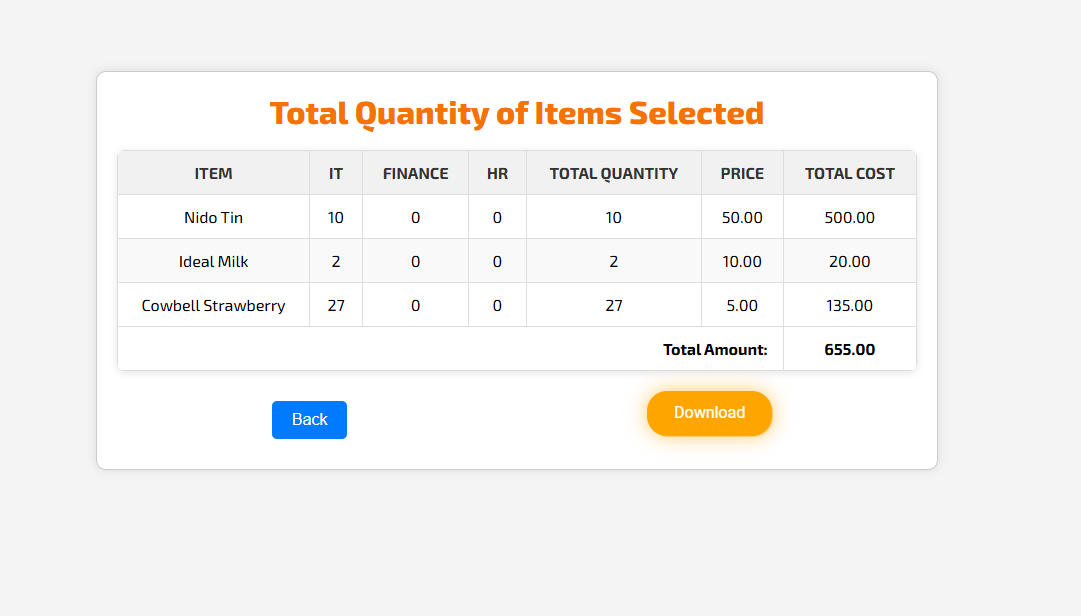 Total Quantity of Items Selected
ITEM IT FINANCE HR TOTAL QUANTITY PRICE TOTAL COST
Nido Tin 10 0 0 10 50.00 500.00
Ideal Milk 2 0 0 2 10.00 20.00
Cowbell Strawberry 27 0 0 27 5.00 135.00
Total Amount: 655.00
Back Download